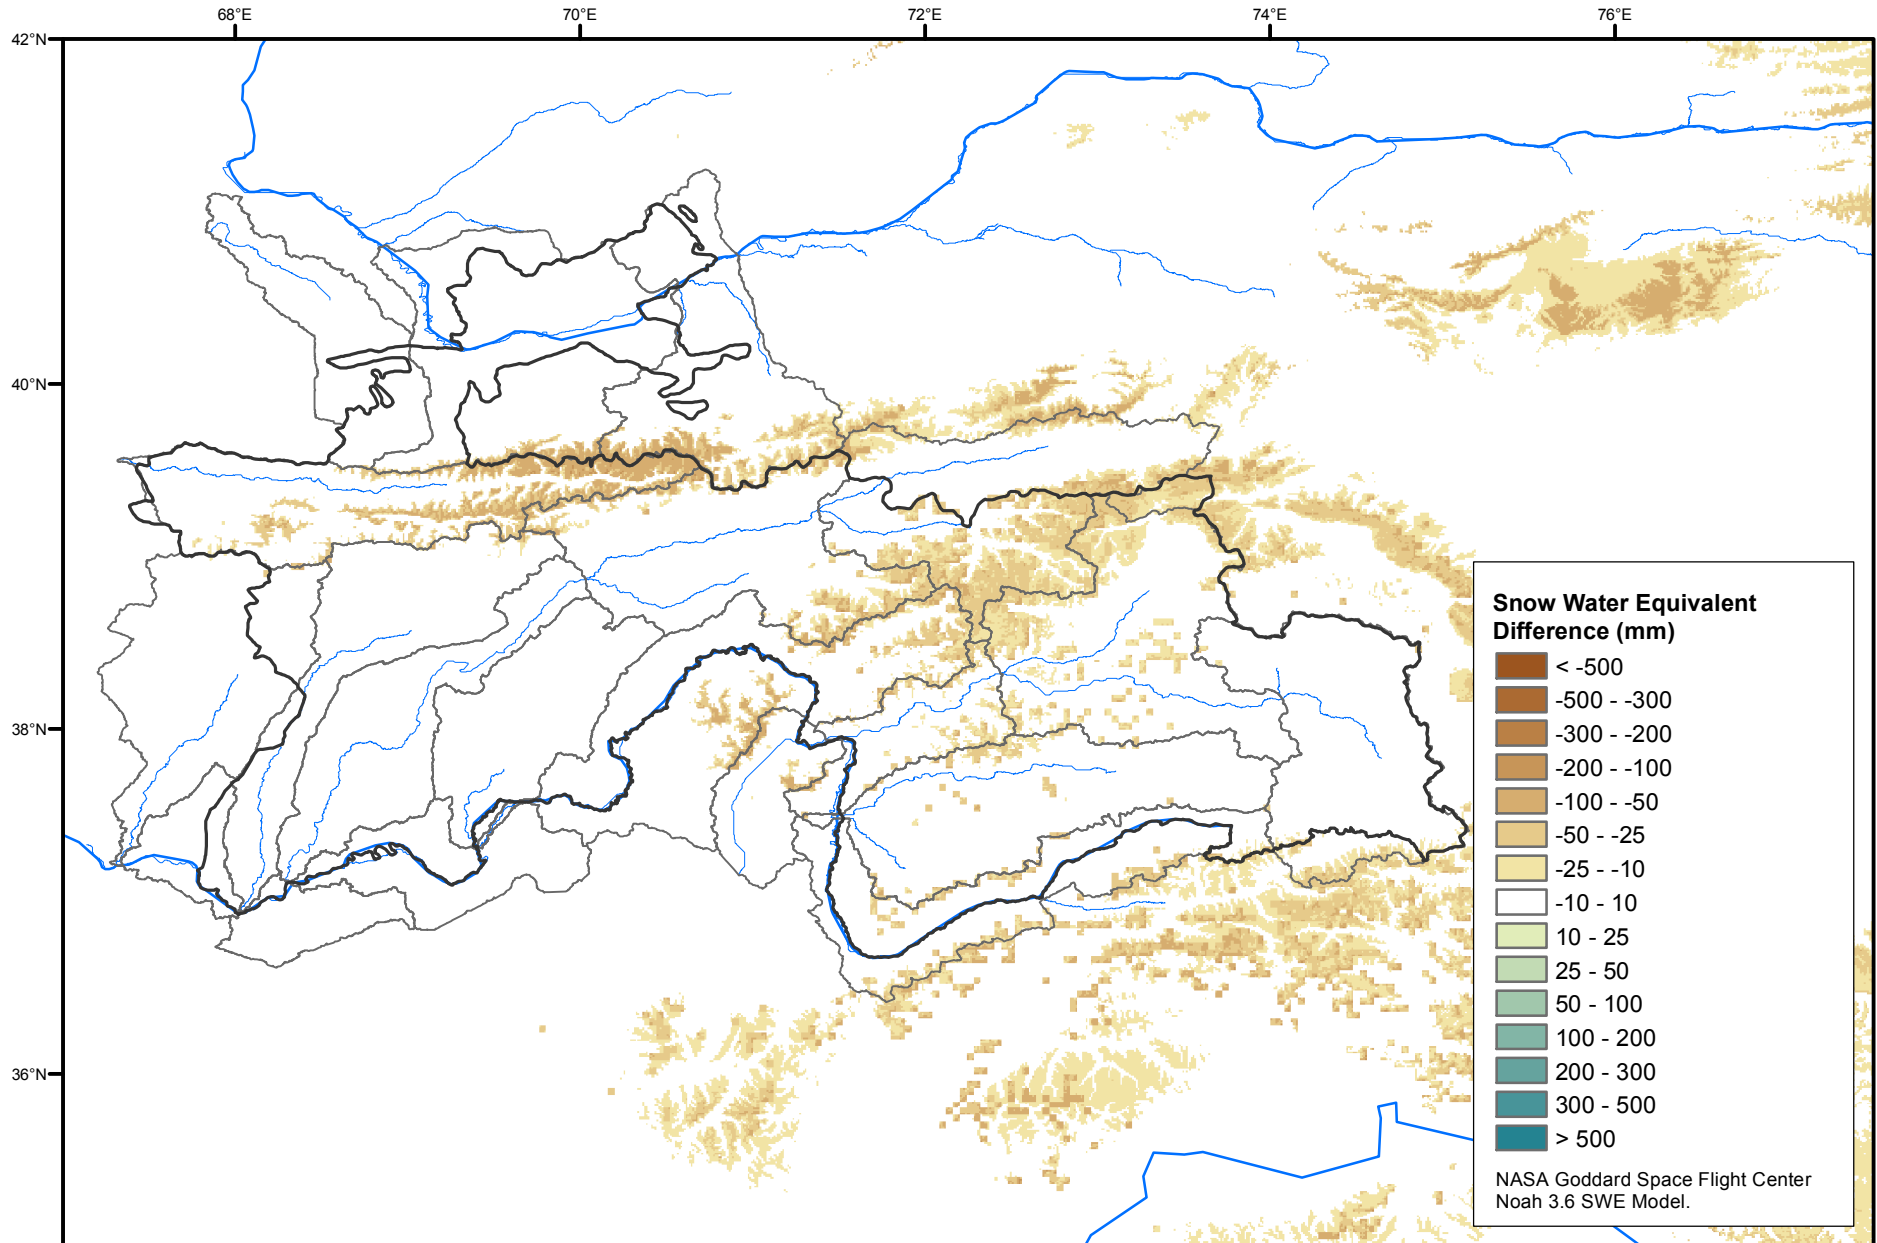 68°E 70°E 72°E 74°E 76°E
42°N
40°N
38°N
36°N
Snow Water Equivalent
Difference (mm)
< -500
-500 - -300
-300 - -200
-200 - -100
-100 - -50
-50 - -25
-25 - -10
-10 - 10
10 - 25
25 - 50
50 - 100
100 - 200
200 - 300
300 - 500
> 500
NASA Goddard Space Flight Center
Noah 3.6 SWE Model.